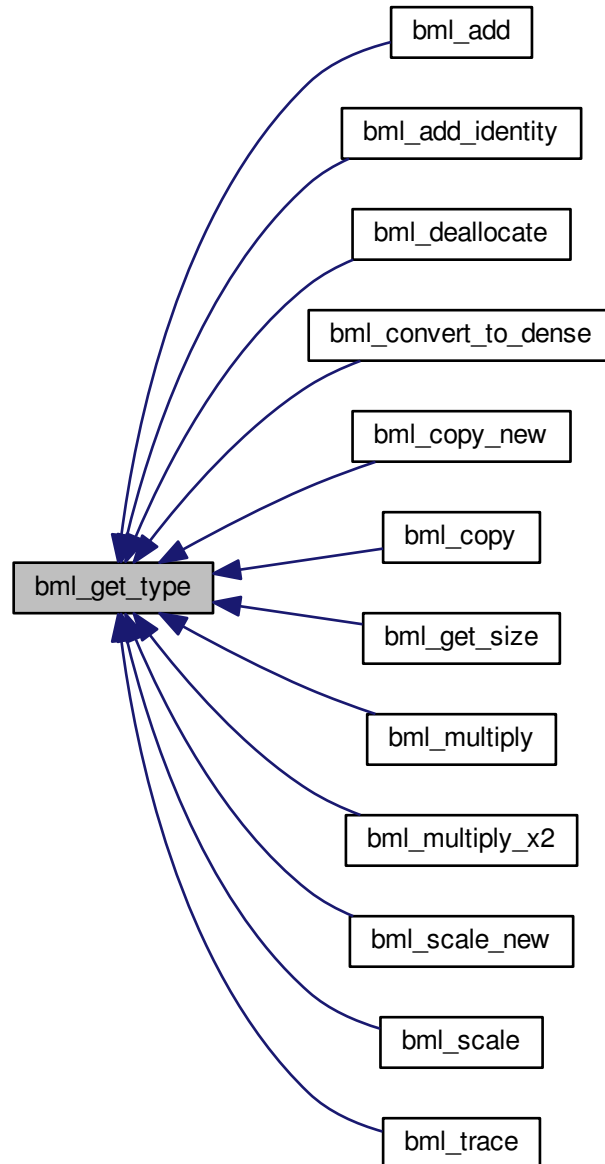 bml_add
bml_add_identity
bml_deallocate
bml_convert_to_dense
bml_copy_new
bml_copy
bml_get_type
bml_get_size
bml_multiply
bml_multiply_x2
bml_scale_new
bml_scale
bml_trace